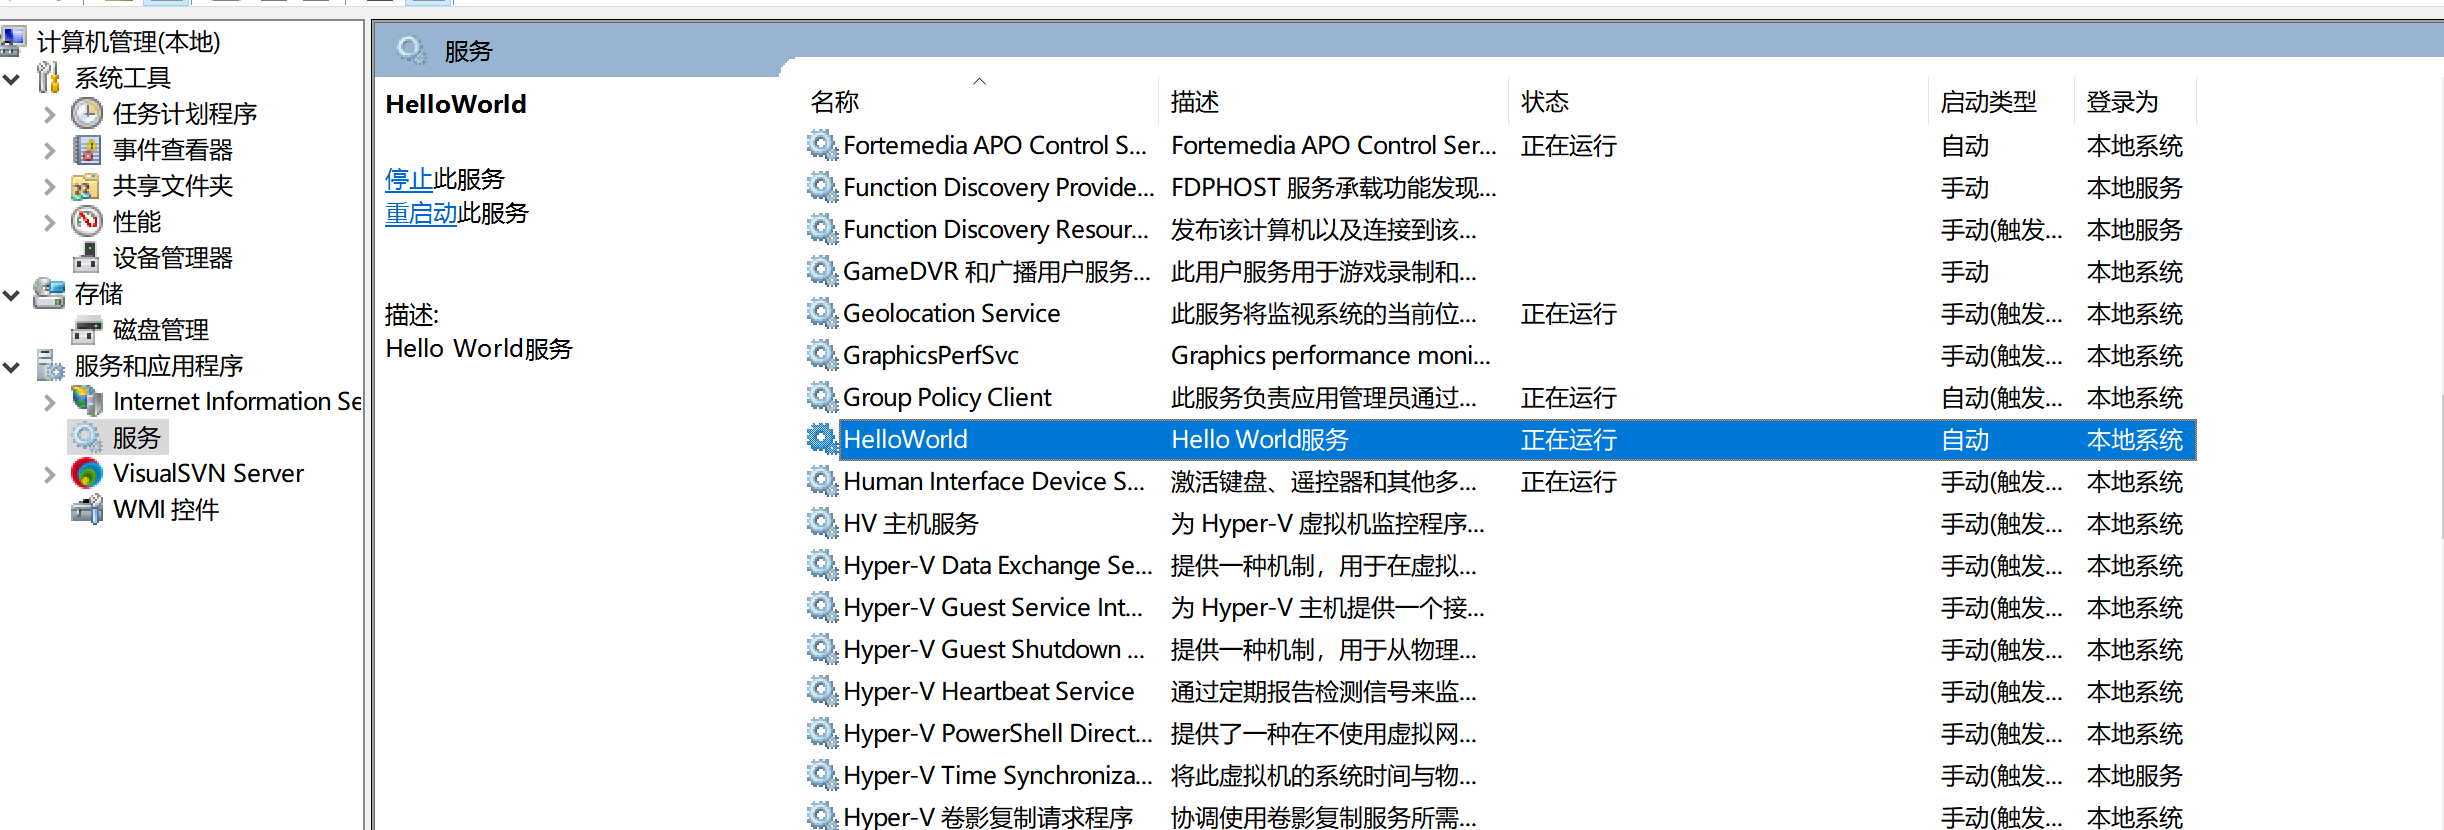 计算机管理(本地)
系统工具
任务计划程序
事件查看器
共享文件夹
性能
设备管理器
存储
磁盘管理
服务和应用程序
Internet Information Se
服务
VisualSVN Server
WMI 控件
服务
HelloWorld
停止此服务
重启动此服务
描述:
Hello World服务
名称 描述 状态 启动类型 登录为
Fortemedia APO Control S... Fortemedia APO Control Ser... 正在运行 自动 本地系统
Function Discovery Provide... FDPHOST 服务承载功能发现... 手动 本地服务
Function Discovery Resour... 发布该计算机以及连接到该... 手动(触发... 本地服务
GameDVR 和广播用户服务... 此用户服务用于游戏录制和... 手动 本地系统
Geolocation Service 此服务将监视系统的当前位... 正在运行 手动(触发... 本地系统
GraphicsPerfSvc Graphics performance moni... 手动(触发... 本地系统
Group Policy Client 此服务负责应用管理员通过... 正在运行 自动(触发... 本地系统
HelloWorld Hello World服务 正在运行 自动 本地系统
Human Interface Device S... 激活键盘、遥控器和其他多... 正在运行 手动(触发... 本地系统
HV 主机服务 为 Hyper-V 虚拟机监控程序... 手动(触发... 本地系统
Hyper-V Data Exchange Se... 提供一种机制，用于在虚拟... 手动(触发... 本地系统
Hyper-V Guest Service Int... 为 Hyper-V 主机提供一个接... 手动(触发... 本地系统
Hyper-V Guest Shutdown ... 提供一种机制，用于从物理... 手动(触发... 本地系统
Hyper-V Heartbeat Service 通过定期报告检测信号来监... 手动(触发... 本地系统
Hyper-V PowerShell Direct... 提供了一种在不使用虚拟网... 手动(触发... 本地系统
Hyper-V Time Synchroniza... 将此虚拟机的系统时间与物... 手动(触发... 本地服务
Hyper-V 卷影复制请求程序 协调使用卷影复制服务所需... 手动(触发... 本地系统